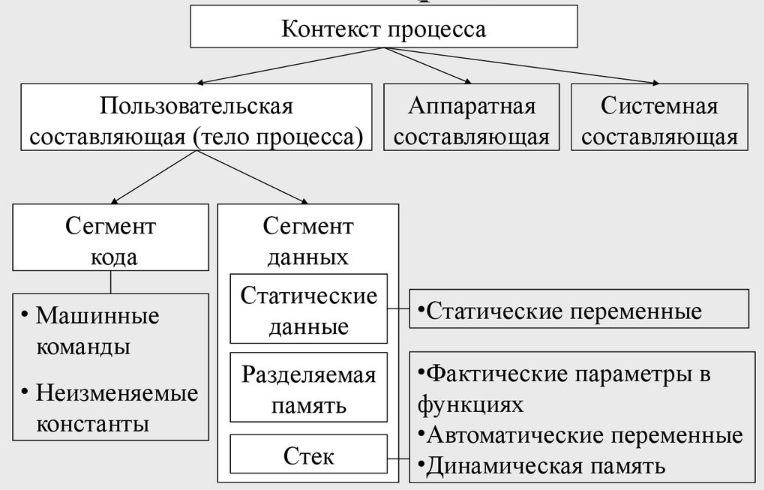 Контекст процесса
Пользовательская
составляющая (тело процесса)
Аппаратная
составляющая
Системная
составляющая
Сегмент
кода
• Машинные
команды
• Неизменяемые
константы
Сегмент
данных
Статические
данные
•Статические переменные
Разделяемая
память
Стек
•Фактические параметры в
функциях
•Автоматические переменные
•Динамическая память